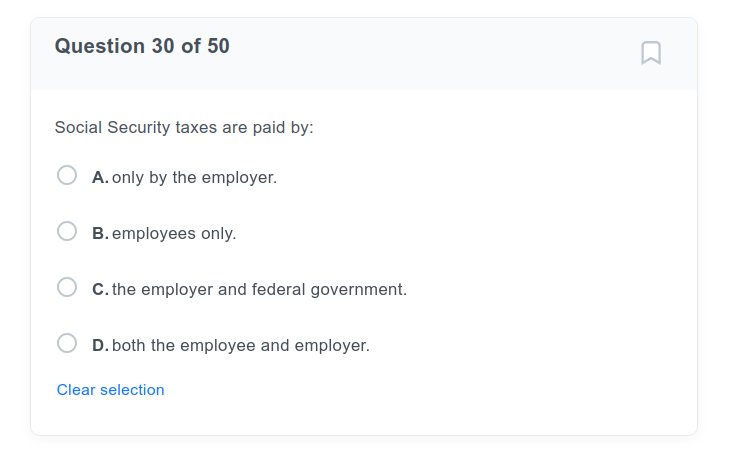 Question 30 of 50
Social Security taxes are paid by:
A. only by the employer.
B. employees only.
C. the employer and federal government.
D. both the employee and employer.
Clear selection